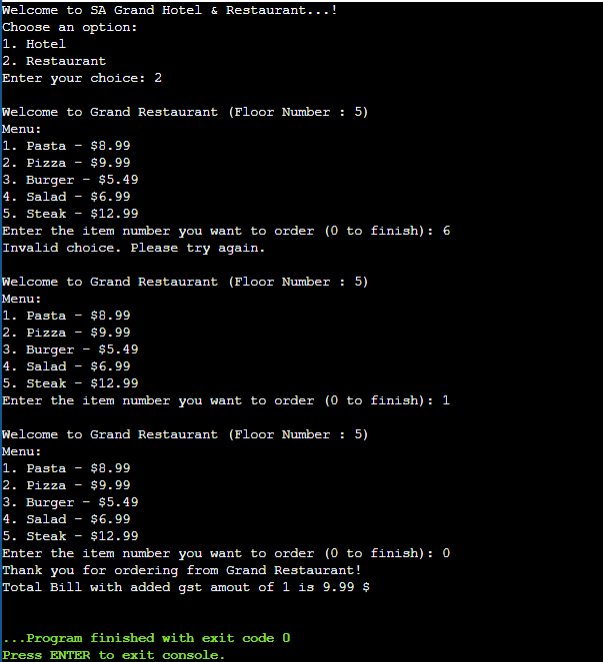 Welcome to SA Grand Hotel & Restaurant...!
Choose an option:
1. Hotel
2. Restaurant
Enter your choice: 2
Welcome to Grand Restaurant (Floor Number : 5)
Menu:
1. Pasta - $8.99
2. Pizza - $9.99
3. Burger - $5.49
4. Salad - $6.99
5. Steak - $12.99
Enter the item number you want to order (0 to finish): 6
Invalid choice. Please try again.
Welcome to Grand Restaurant (Floor Number : 5)
Menu:
1. Pasta - $8.99
2. Pizza - $9.99
3. Burger - $5.49
4. Salad - $6.99
5. Steak - $12.99
Enter the item number you want to order (0 to finish): 1
Welcome to Grand Restaurant (Floor Number : 5)
Menu:
1. Pasta - $8.99
2. Pizza - $9.99
3. Burger - $5.49
4. Salad - $6.99
5. Steak - $12.99
Enter the item number you want to order (0 to finish): 0
Thank you for ordering from Grand Restaurant!
Total Bill with added gst amout of 1 is 9.99 $
...Program finished with exit code 0
Press ENTER to exit console.